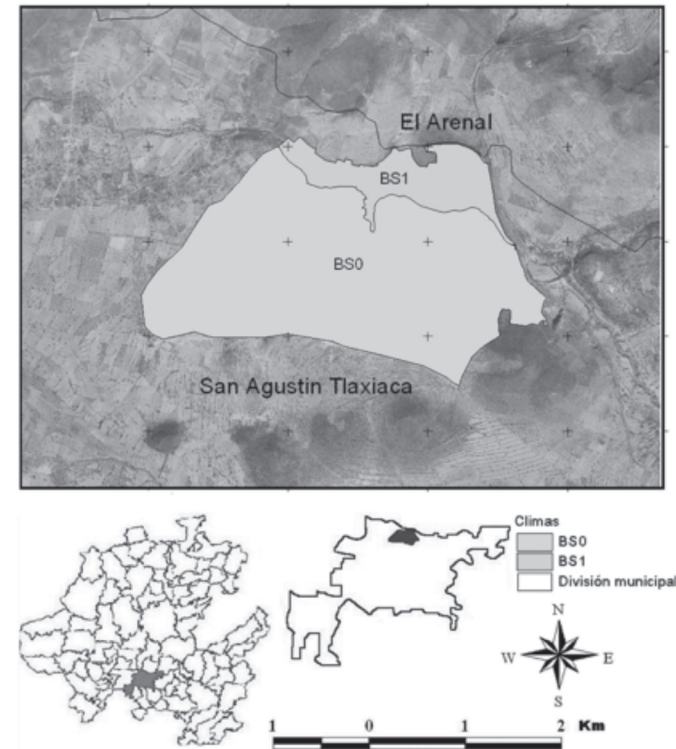 El Arenal
BS1
BS0
San Agustin Tlaxiaca
Climas
BS0
BS1
División municipal
N
W E
S
1 0 1 2 Km